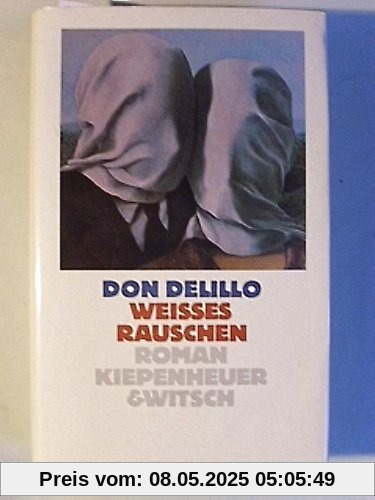 DON DELILLO
WEISSES
RAUSCHEN
ROMAN
KIEPENHEUER
&WITSCH
Preis vom: 08.05.2025 05:05:49